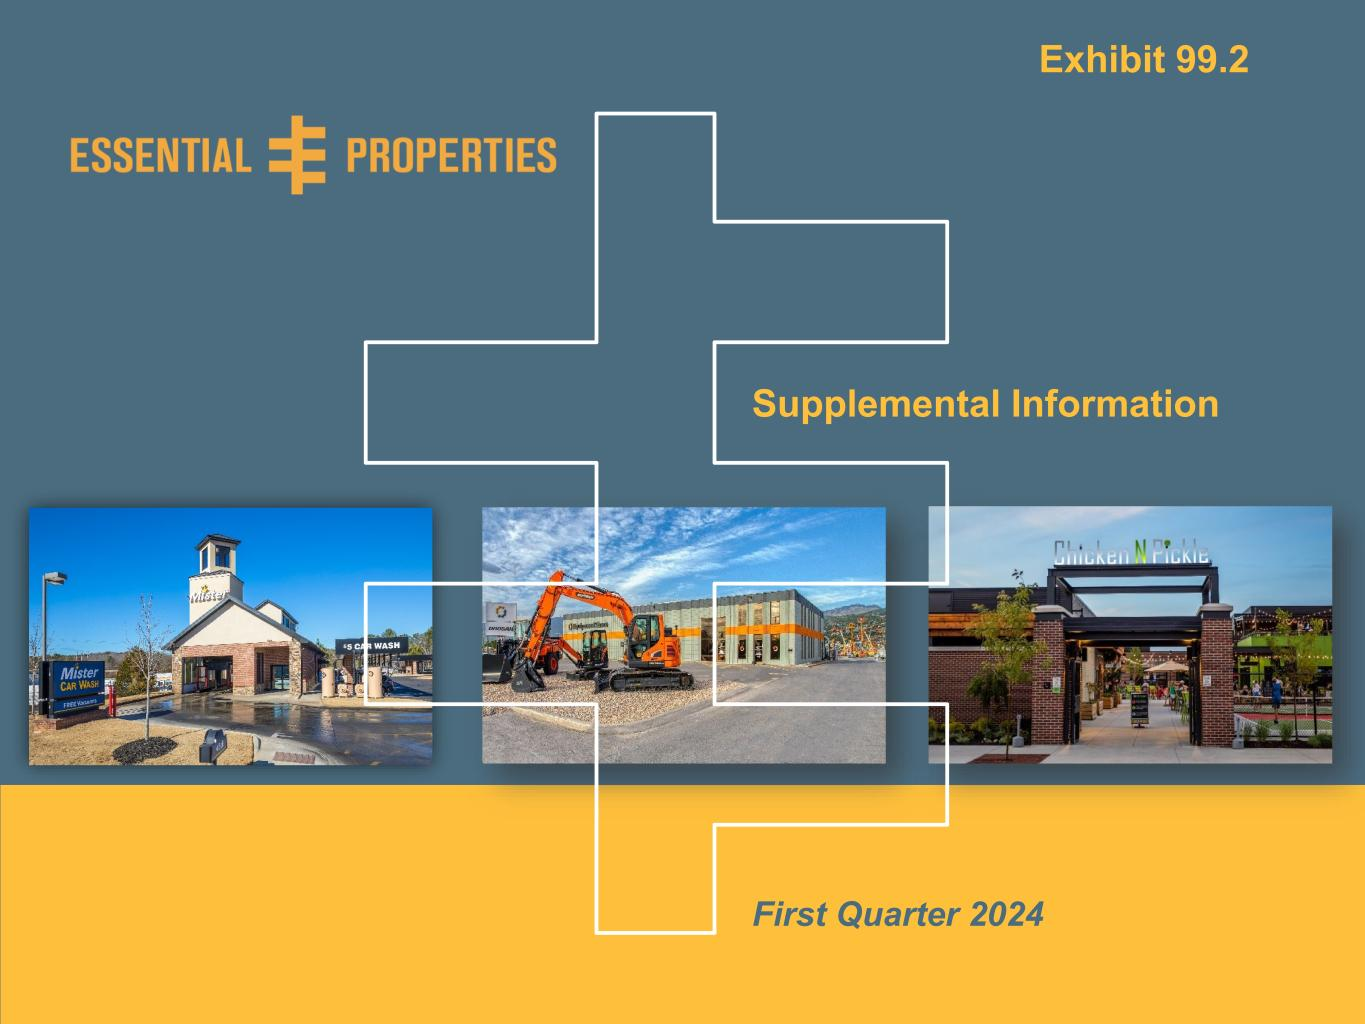 Exhibit 99.2
ESSENTIAL PROPERTIES
Supplemental Information
Mister
$5 CAR WASH
Mister
CAR WASH
FREE Vacuums
DOOSAN
Chicken N Pickle
First Quarter 2024